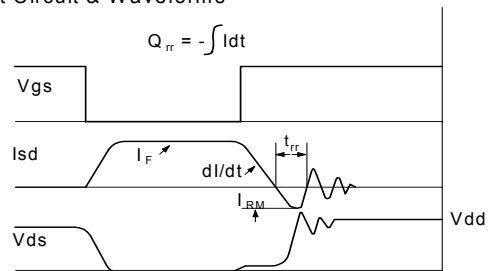 t Circuit & Waveforms
Q rr = - ∫ Idt
Vgs
Isd
I F
dI/dt
t rr
I RM
Vdd
Vds